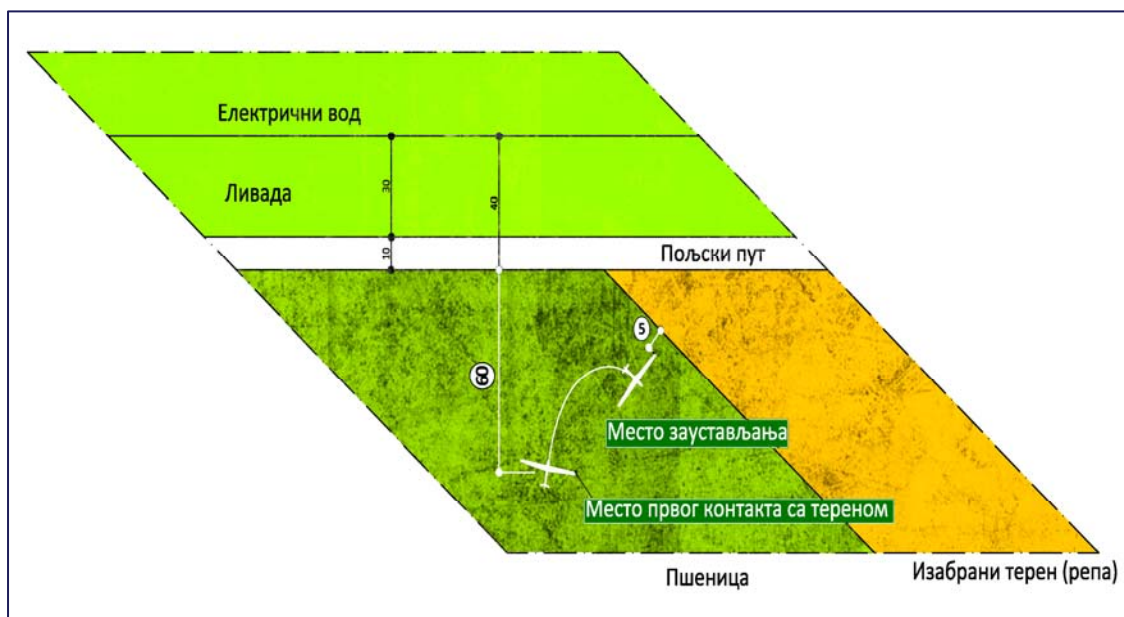 Електрични вод
30
40
Ливада
10
Пољски пут
5
60
Место заустављања
Место првог контакта са тереном
Пшеница
Изабрани терен (репа)